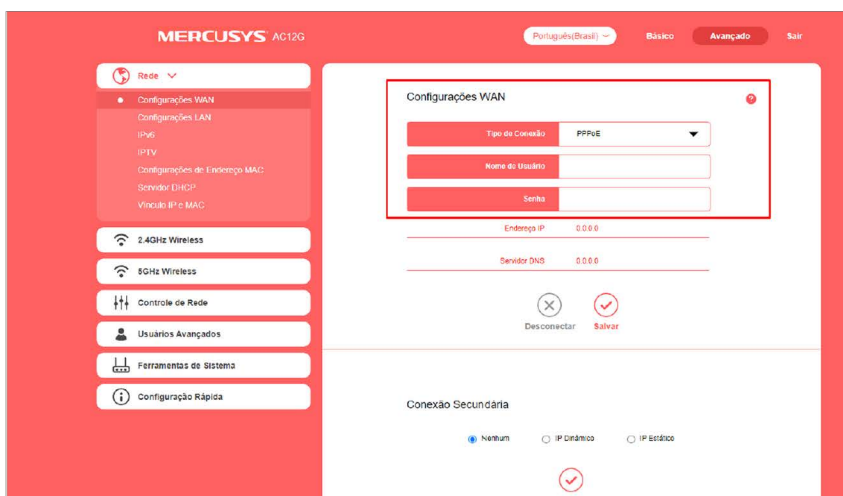 MERCUSYS AC12G
Português(Brasil)
Básico
Avançado
Sair
Rede
Configurações WAN
Configurações LAN
IPv6
IPTV
Configurações de Endereço MAC
Servidor DHCP
Vínculo IP e MAC
2.4GHz Wireless
5GHz Wireless
Controle de Rede
Usuários Avançados
Ferramentas de Sistema
Configuração Rápida
Configurações WAN
?
Tipo de Conexão PPPoE
Nome do Usuário
Senha
Endereço IP 0.0.0.0
Servidor DNS 0.0.0.0
Desconectar Salvar
Conexão Secundária
Nenhum IP Dinâmico IP Estático